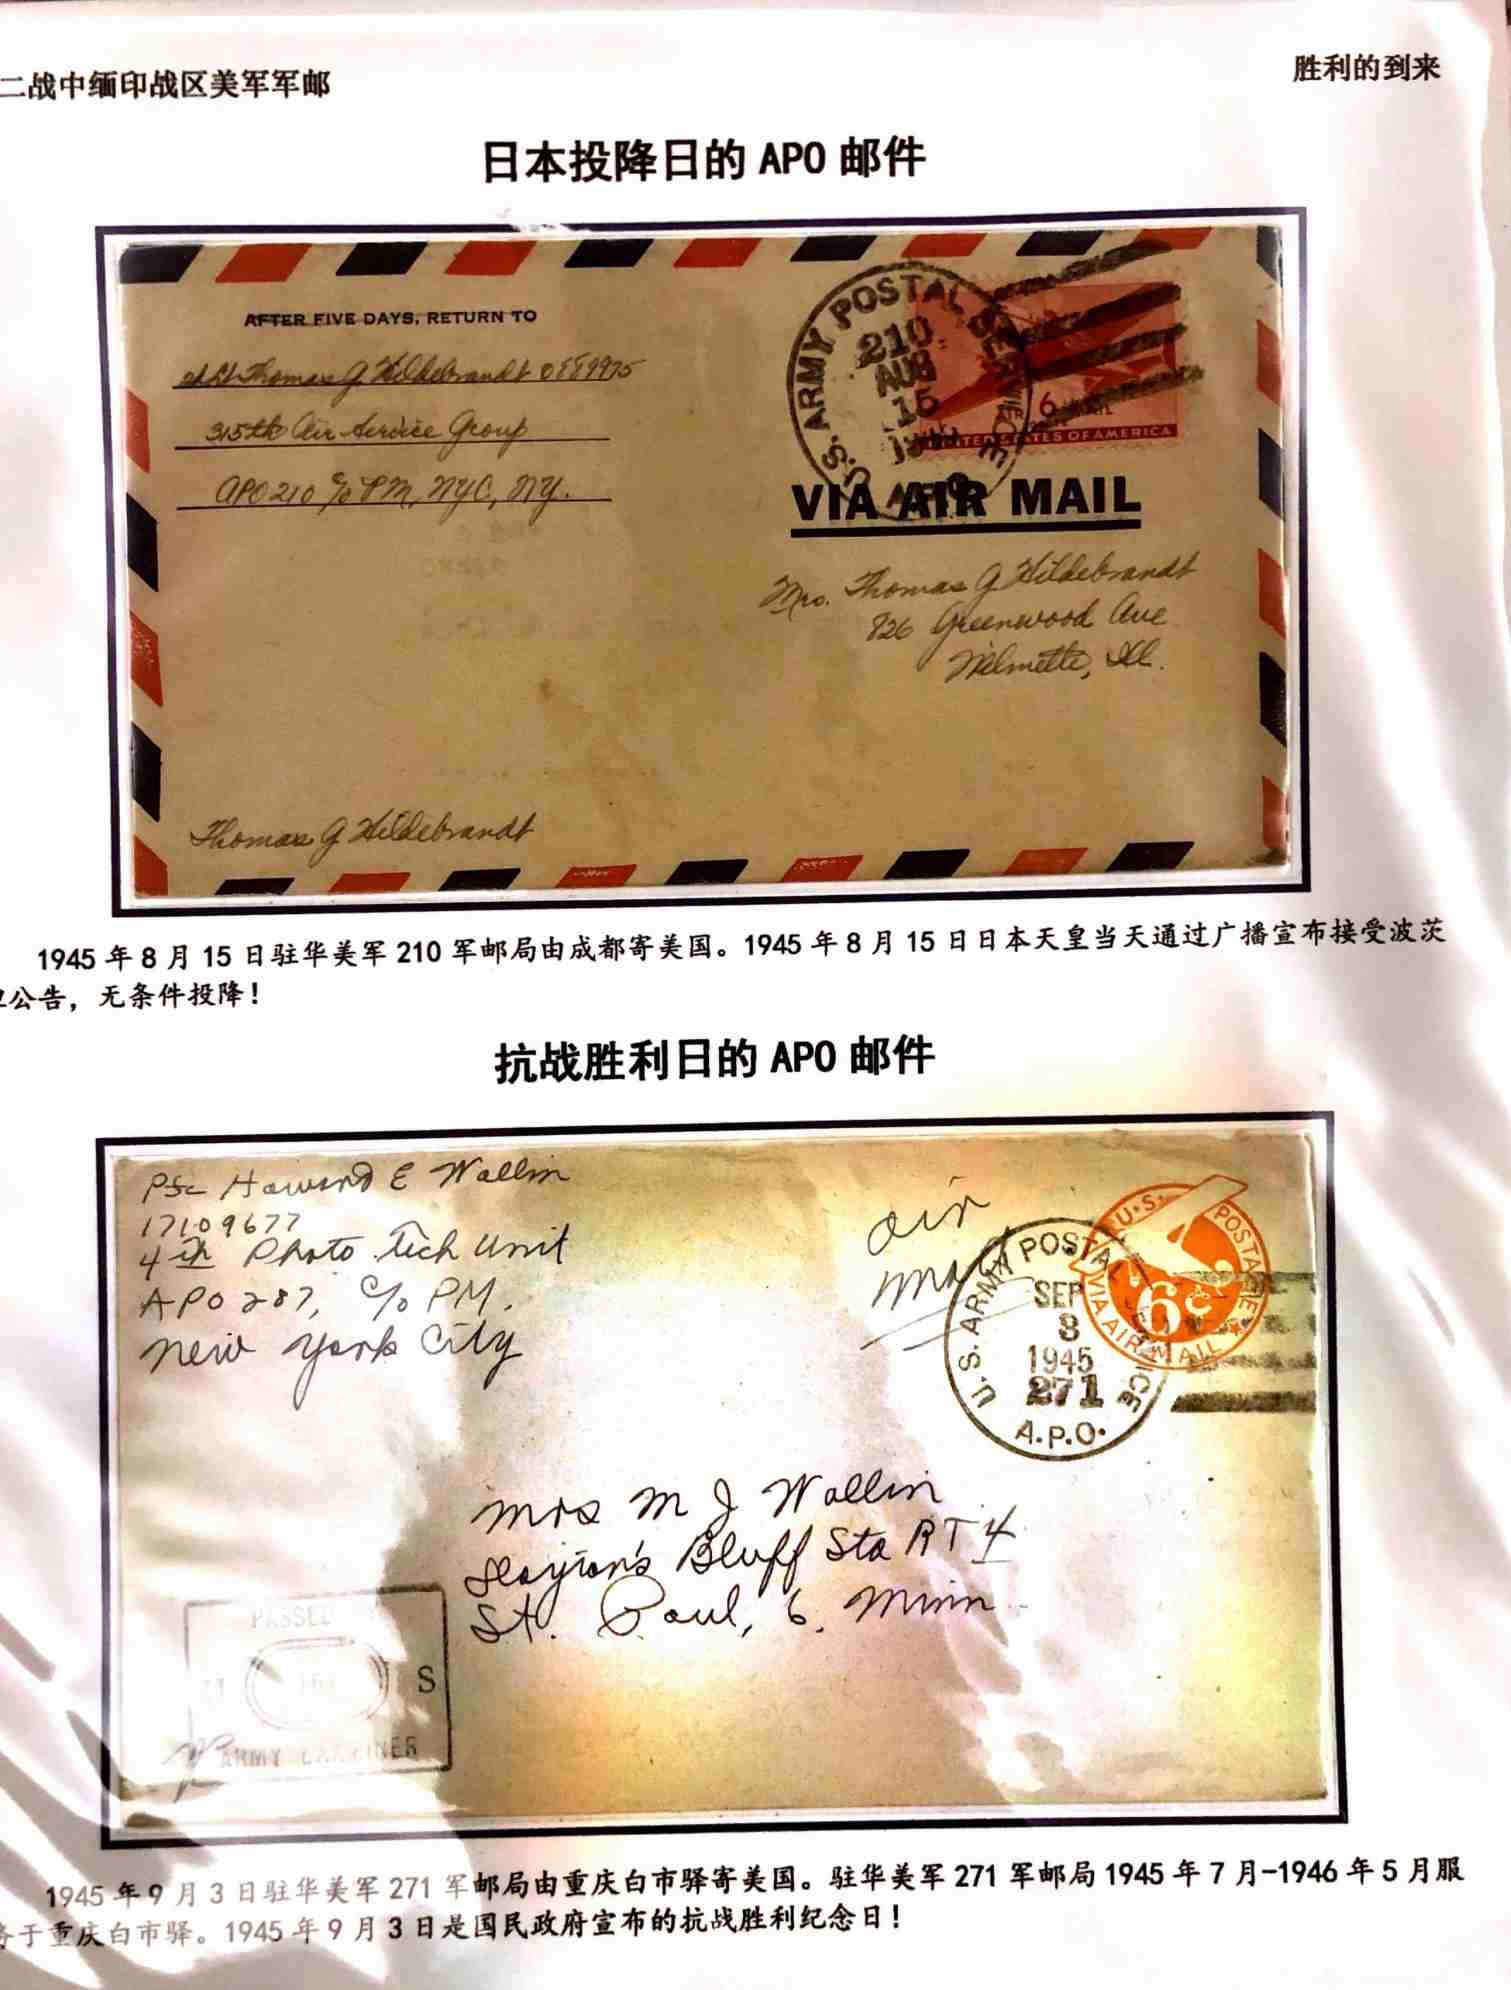 二战中缅印战区美军军邮
胜利的到来
日本投降日的 APO 邮件
AFTER FIVE DAYS, RETURN TO
Thomas G Hildebrandt
315th Air Service Group
APO 210 c/o PM, NYC, NY.
U.S. ARMY POSTAL SERVICE
210
AUG
15
AIR 6 MAIL
UNITED STATES OF AMERICA
VIA AIR MAIL
Mrs. Thomas G Hildebrandt
826 Greenwood Ave
Wilmette, Ill.
Thomas G Hildebrandt
1945 年 8 月 15 日驻华美军 210 军邮局由成都寄美国。1945 年 8 月 15 日日本天皇当天通过广播宣布接受波茨
公告，无条件投降！
抗战胜利日的 APO 邮件
Howard E Wallin
17109677
4th Photo Tech Unit
APO 287, c/o PM.
New York City
air
mail
U.S. POSTAGE
6c
VIA AIR MAIL
U.S. ARMY POSTAL SERVICE
SEP
3
1945
271
A.P.O.
Mrs M J Wallin
Slayton's Bluff Sta RT 4
St. Paul, 6, Minn
PASSED
S
ARMY EXAMINER
1945 年 9 月 3 日驻华美军 271 军邮局由重庆白市驿寄美国。驻华美军 271 军邮局 1945 年 7 月-1946 年 5 月服
务于重庆白市驿。1945 年 9 月 3 日是国民政府宣布的抗战胜利纪念日！